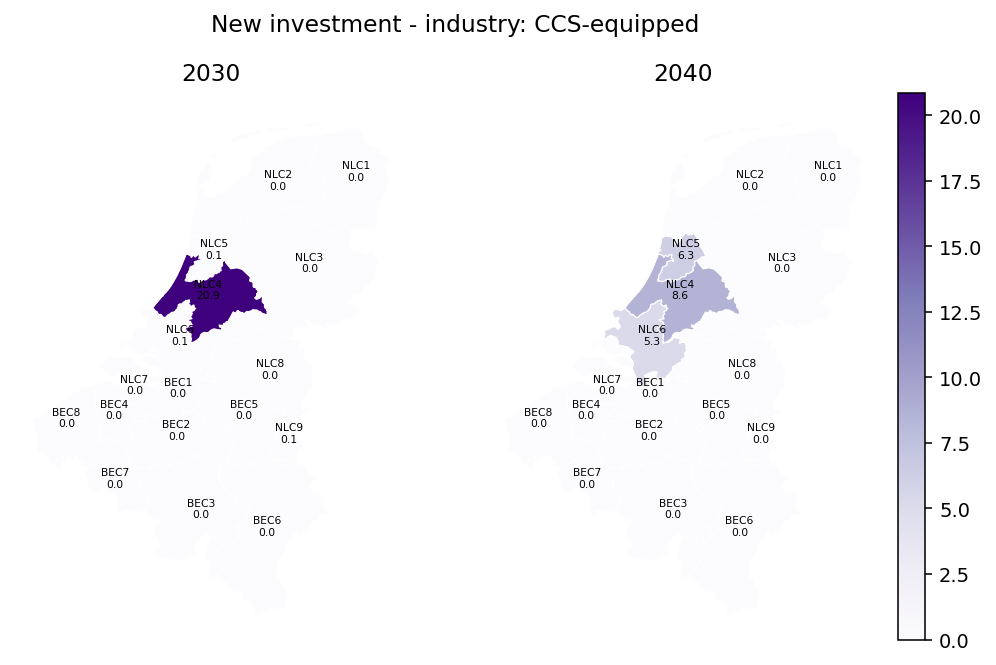 New investment - industry: CCS-equipped
2030
NLC2
0.0
NLC1
0.0
NLC5
0.1
NLC3
0.0
NLC4
20.9
NLC6
0.1
NLC8
0.0
NLC7
0.0
BEC1
0.0
BEC8
0.0
BEC4
0.0
BEC5
0.0
BEC2
0.0
NLC9
0.1
BEC7
0.0
BEC3
0.0
BEC6
0.0
2040
NLC2
0.0
NLC1
0.0
NLC5
6.3
NLC3
0.0
NLC4
8.6
NLC6
5.3
NLC8
0.0
NLC7
0.0
BEC1
0.0
BEC8
0.0
BEC4
0.0
BEC5
0.0
BEC2
0.0
NLC9
0.0
BEC7
0.0
BEC3
0.0
BEC6
0.0
20.0
17.5
15.0
12.5
10.0
7.5
5.0
2.5
0.0